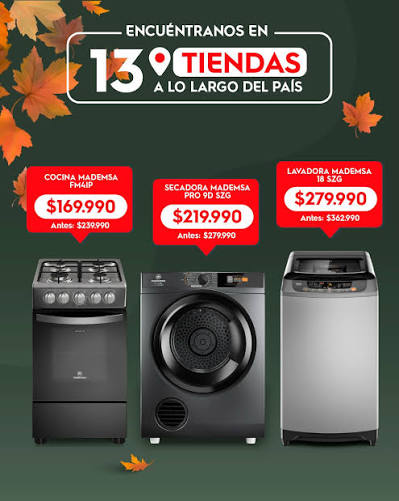 ENCUÉNTRANOS EN
13 TIENDAS
A LO LARGO DEL PAÍS
COCINA MADEMSA
FM41P
$169.990
Antes: $239.990
SECADORA MADEMSA
PRO 9D SZG
$219.990
Antes: $279.990
LAVADORA MADEMSA
18 SZG
$279.990
Antes: $362.990